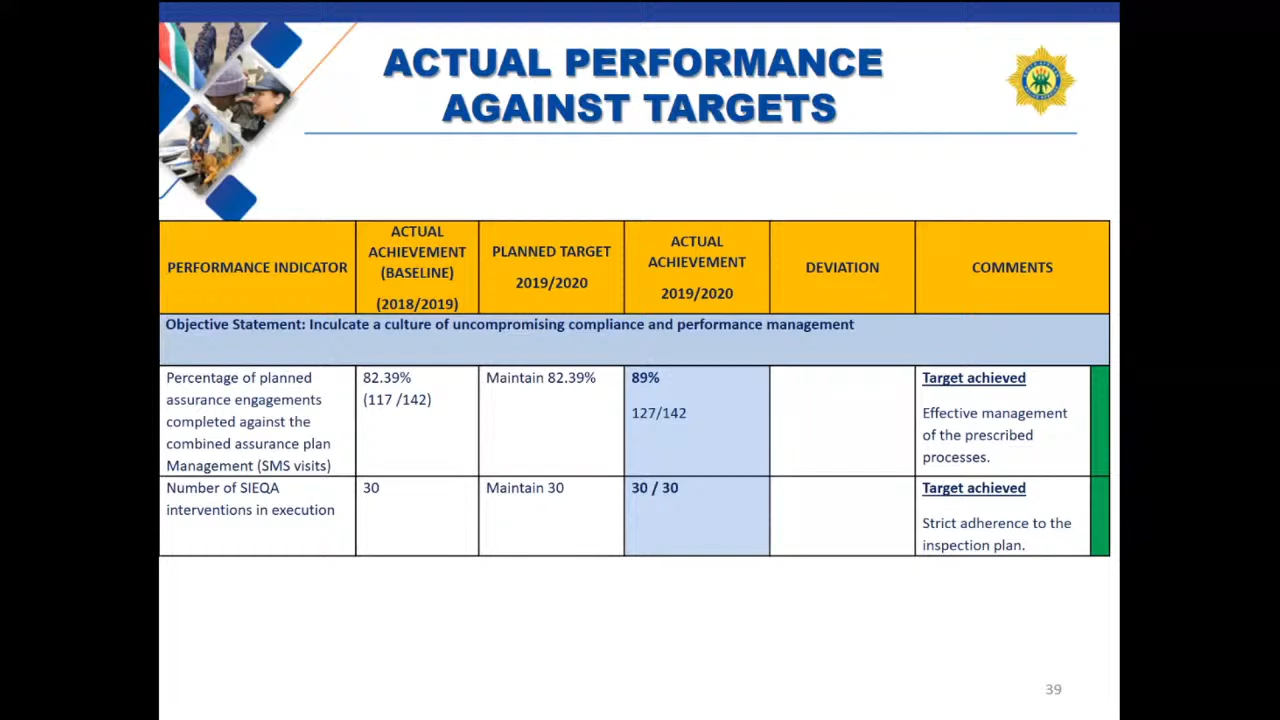 ACTUAL PERFORMANCE
AGAINST TARGETS
PERFORMANCE INDICATOR
ACTUAL
ACHIEVEMENT
(BASELINE)
(2018/2019)
PLANNED TARGET
2019/2020
ACTUAL
ACHIEVEMENT
2019/2020
DEVIATION
COMMENTS
Objective Statement: Inculcate a culture of uncompromising compliance and performance management
Percentage of planned
assurance engagements
completed against the
combined assurance plan
Management (SMS visits)
82.39%
(117 /142)
Maintain 82.39%
89%
127/142
Target achieved
Effective management
of the prescribed
processes.
Number of SIEQA
interventions in execution
30
Maintain 30
30 / 30
Target achieved
Strict adherence to the
inspection plan.
39